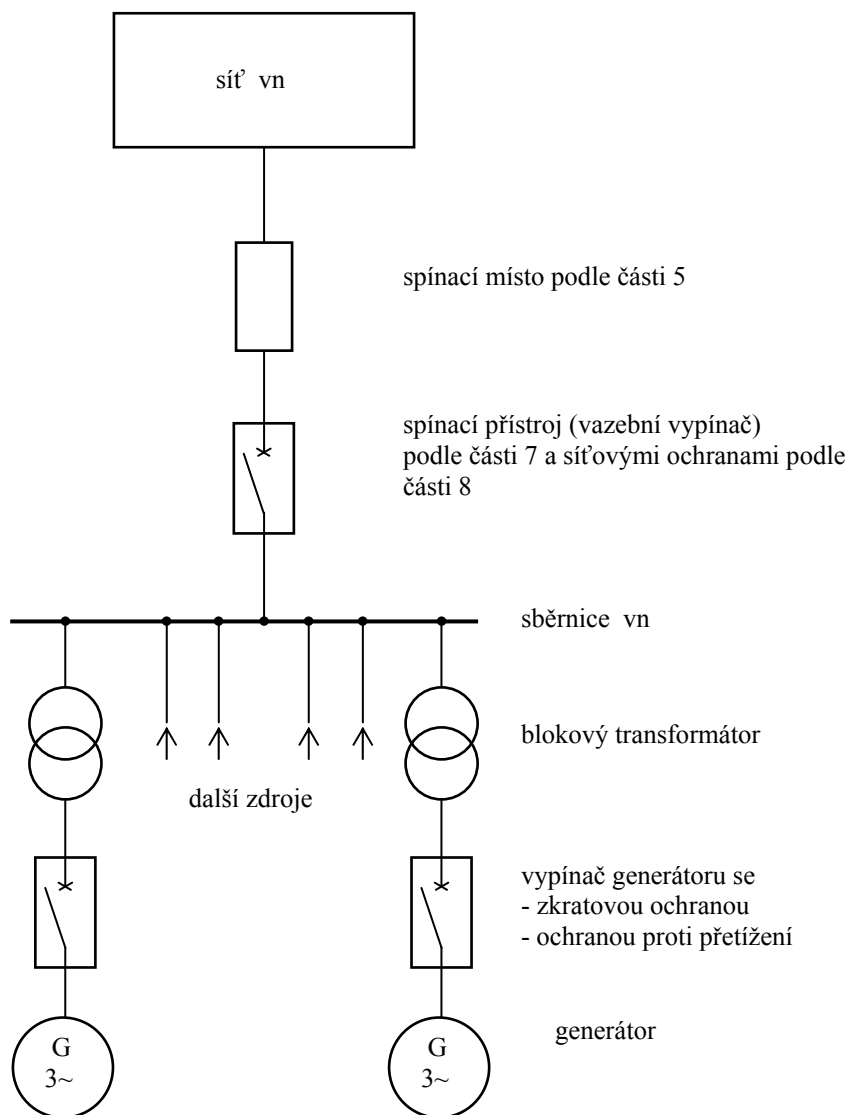 síť vn
spínací místo podle části 5
spínací přístroj (vazební vypínač)
podle části 7 a síťovými ochranami podle
části 8
sběrnice vn
blokový transformátor
další zdroje
vypínač generátoru se
- zkratovou ochranou
- ochranou proti přetížení
generátor
G
3~
G
3~